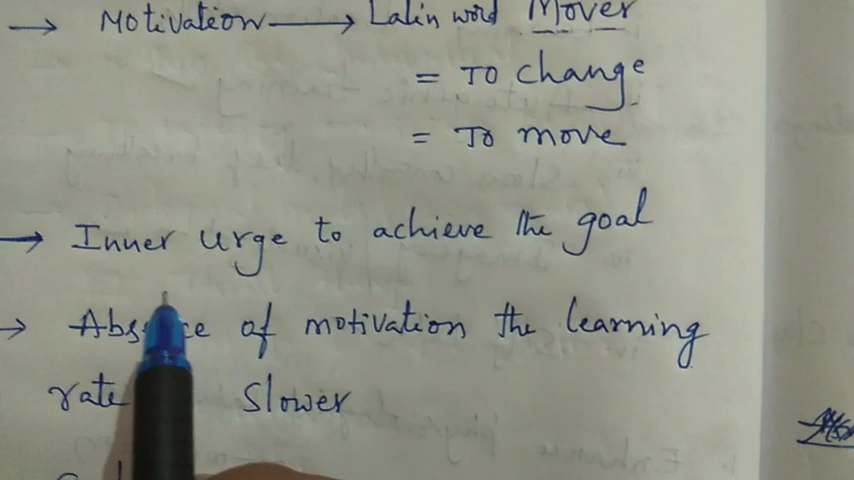 → Motivation → Latin word Mover
= To change
= To move
→ Inner urge to achieve the goal
→ of motivation the learning
rate slower